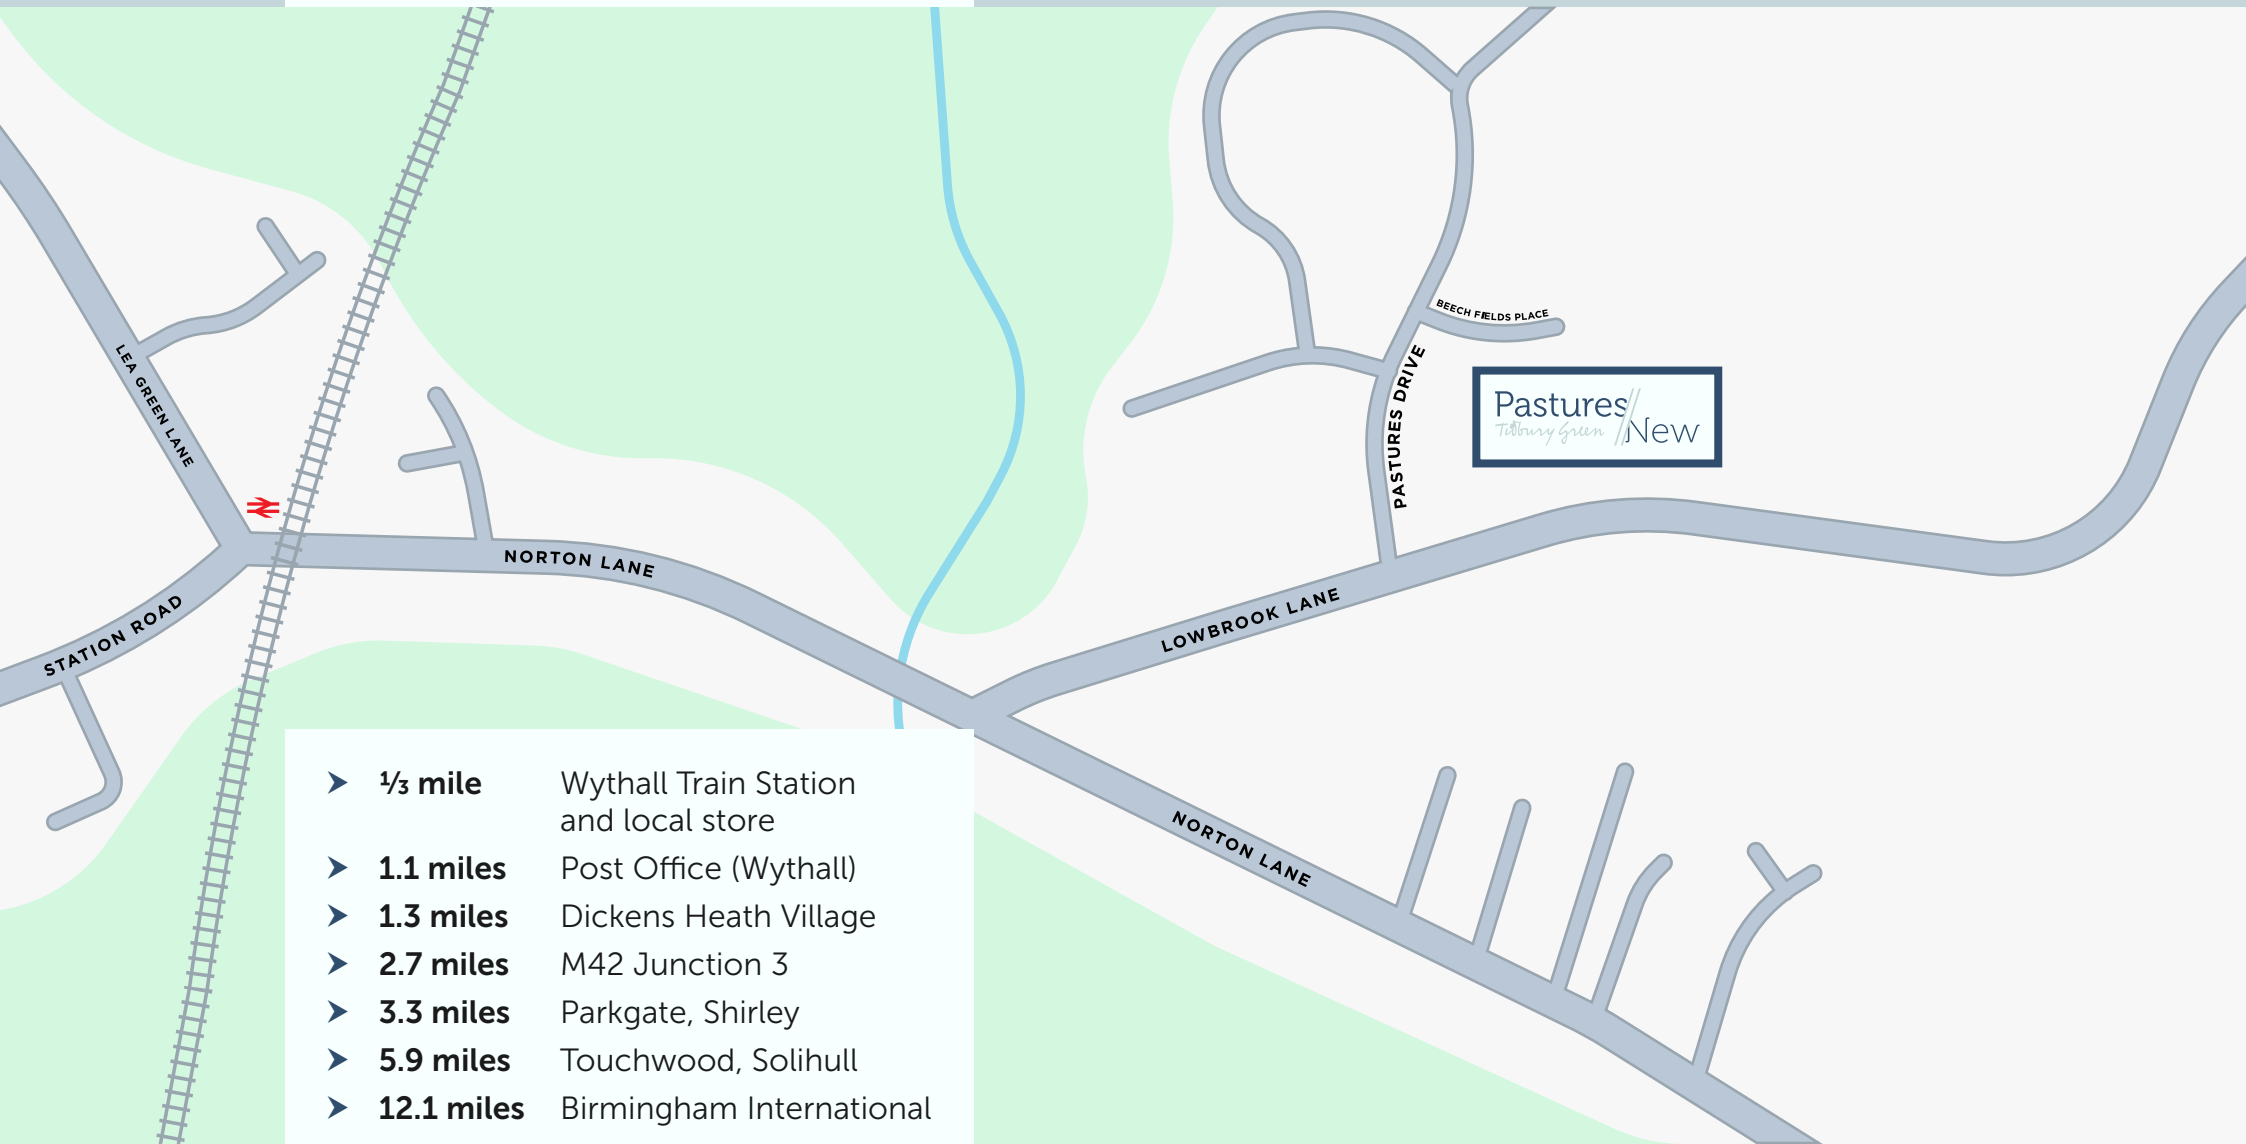 BEECH FIELDS PLACE
PASTURES DRIVE
Pastures
Tidbury Green
New
LEA GREEN LANE
NORTON LANE
STATION ROAD
LOWBROOK LANE
NORTON LANE
⅓ mile Wythall Train Station
and local store
1.1 miles Post Office (Wythall)
1.3 miles Dickens Heath Village
2.7 miles M42 Junction 3
3.3 miles Parkgate, Shirley
5.9 miles Touchwood, Solihull
12.1 miles Birmingham International